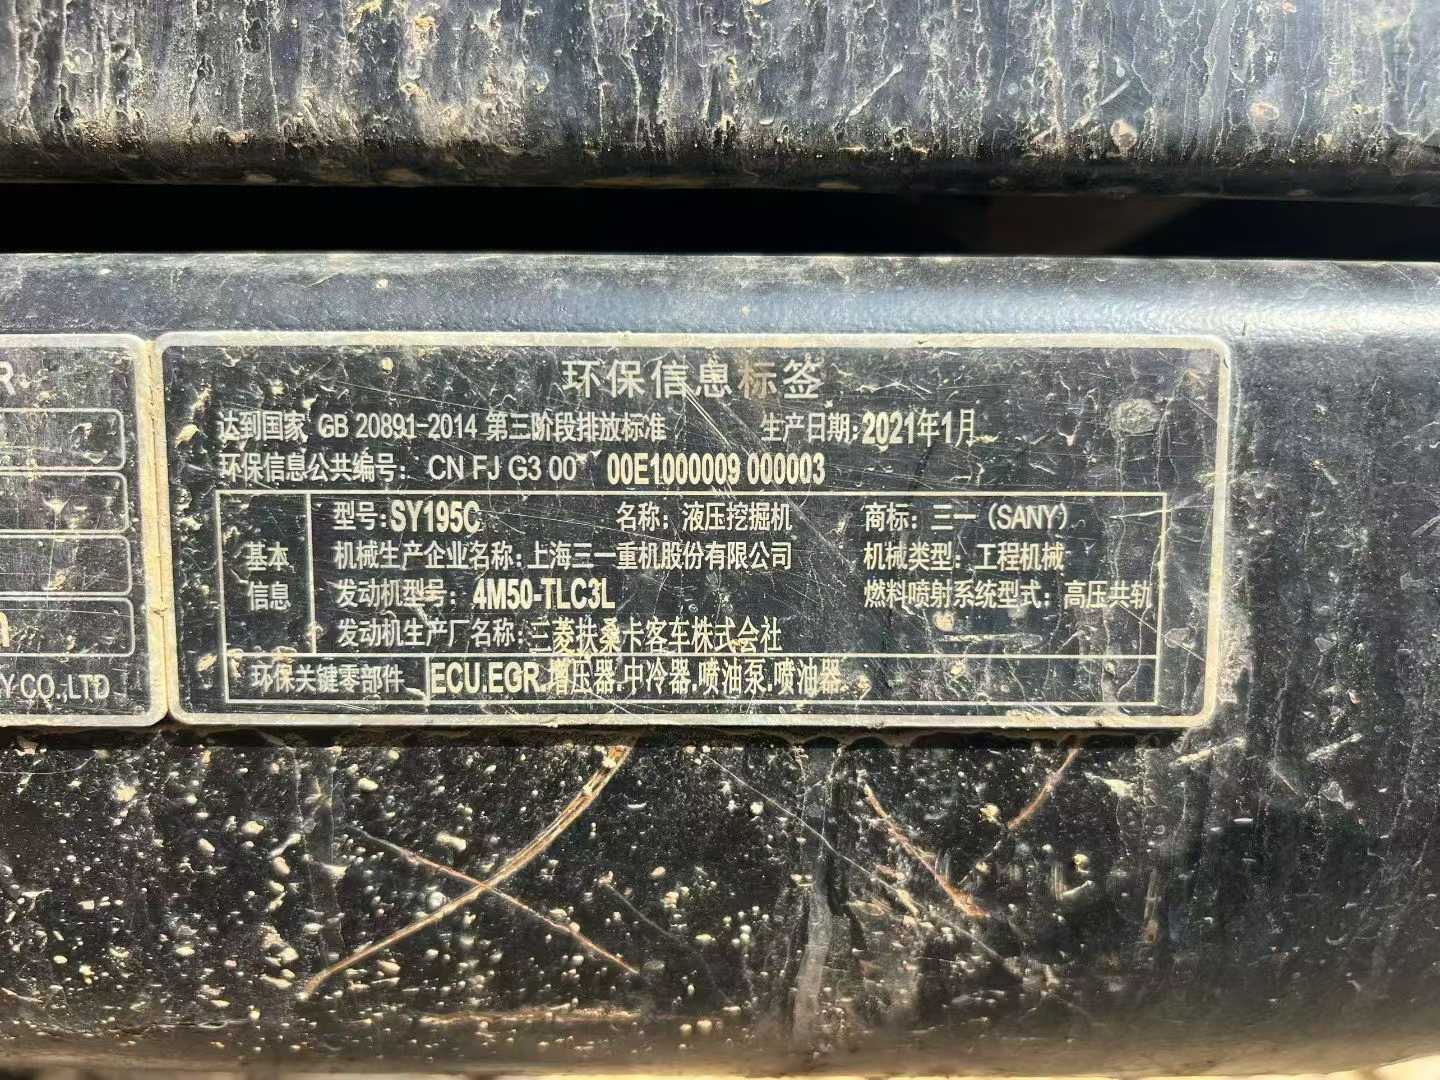 R
Y CO.,LTD
环保信息标签
达到国家 GB 20891-2014 第三阶段排放标准 生产日期:2021年1月
环保信息公共编号: CN FJ G3 00 00E1000009 000003
型号:SY195C 名称: 液压挖掘机 商标: 三一 (SANY)
基本 机械生产企业名称:上海三一重机股份有限公司 机械类型: 工程机械
信息 发动机型号: 4M50-TLC3L 燃料喷射系统型式: 高压共轨
发动机生产厂名称:三菱扶桑卡客车株式会社
环保关键零部件 ECU.EGR.增压器.中冷器.喷油泵.喷油器